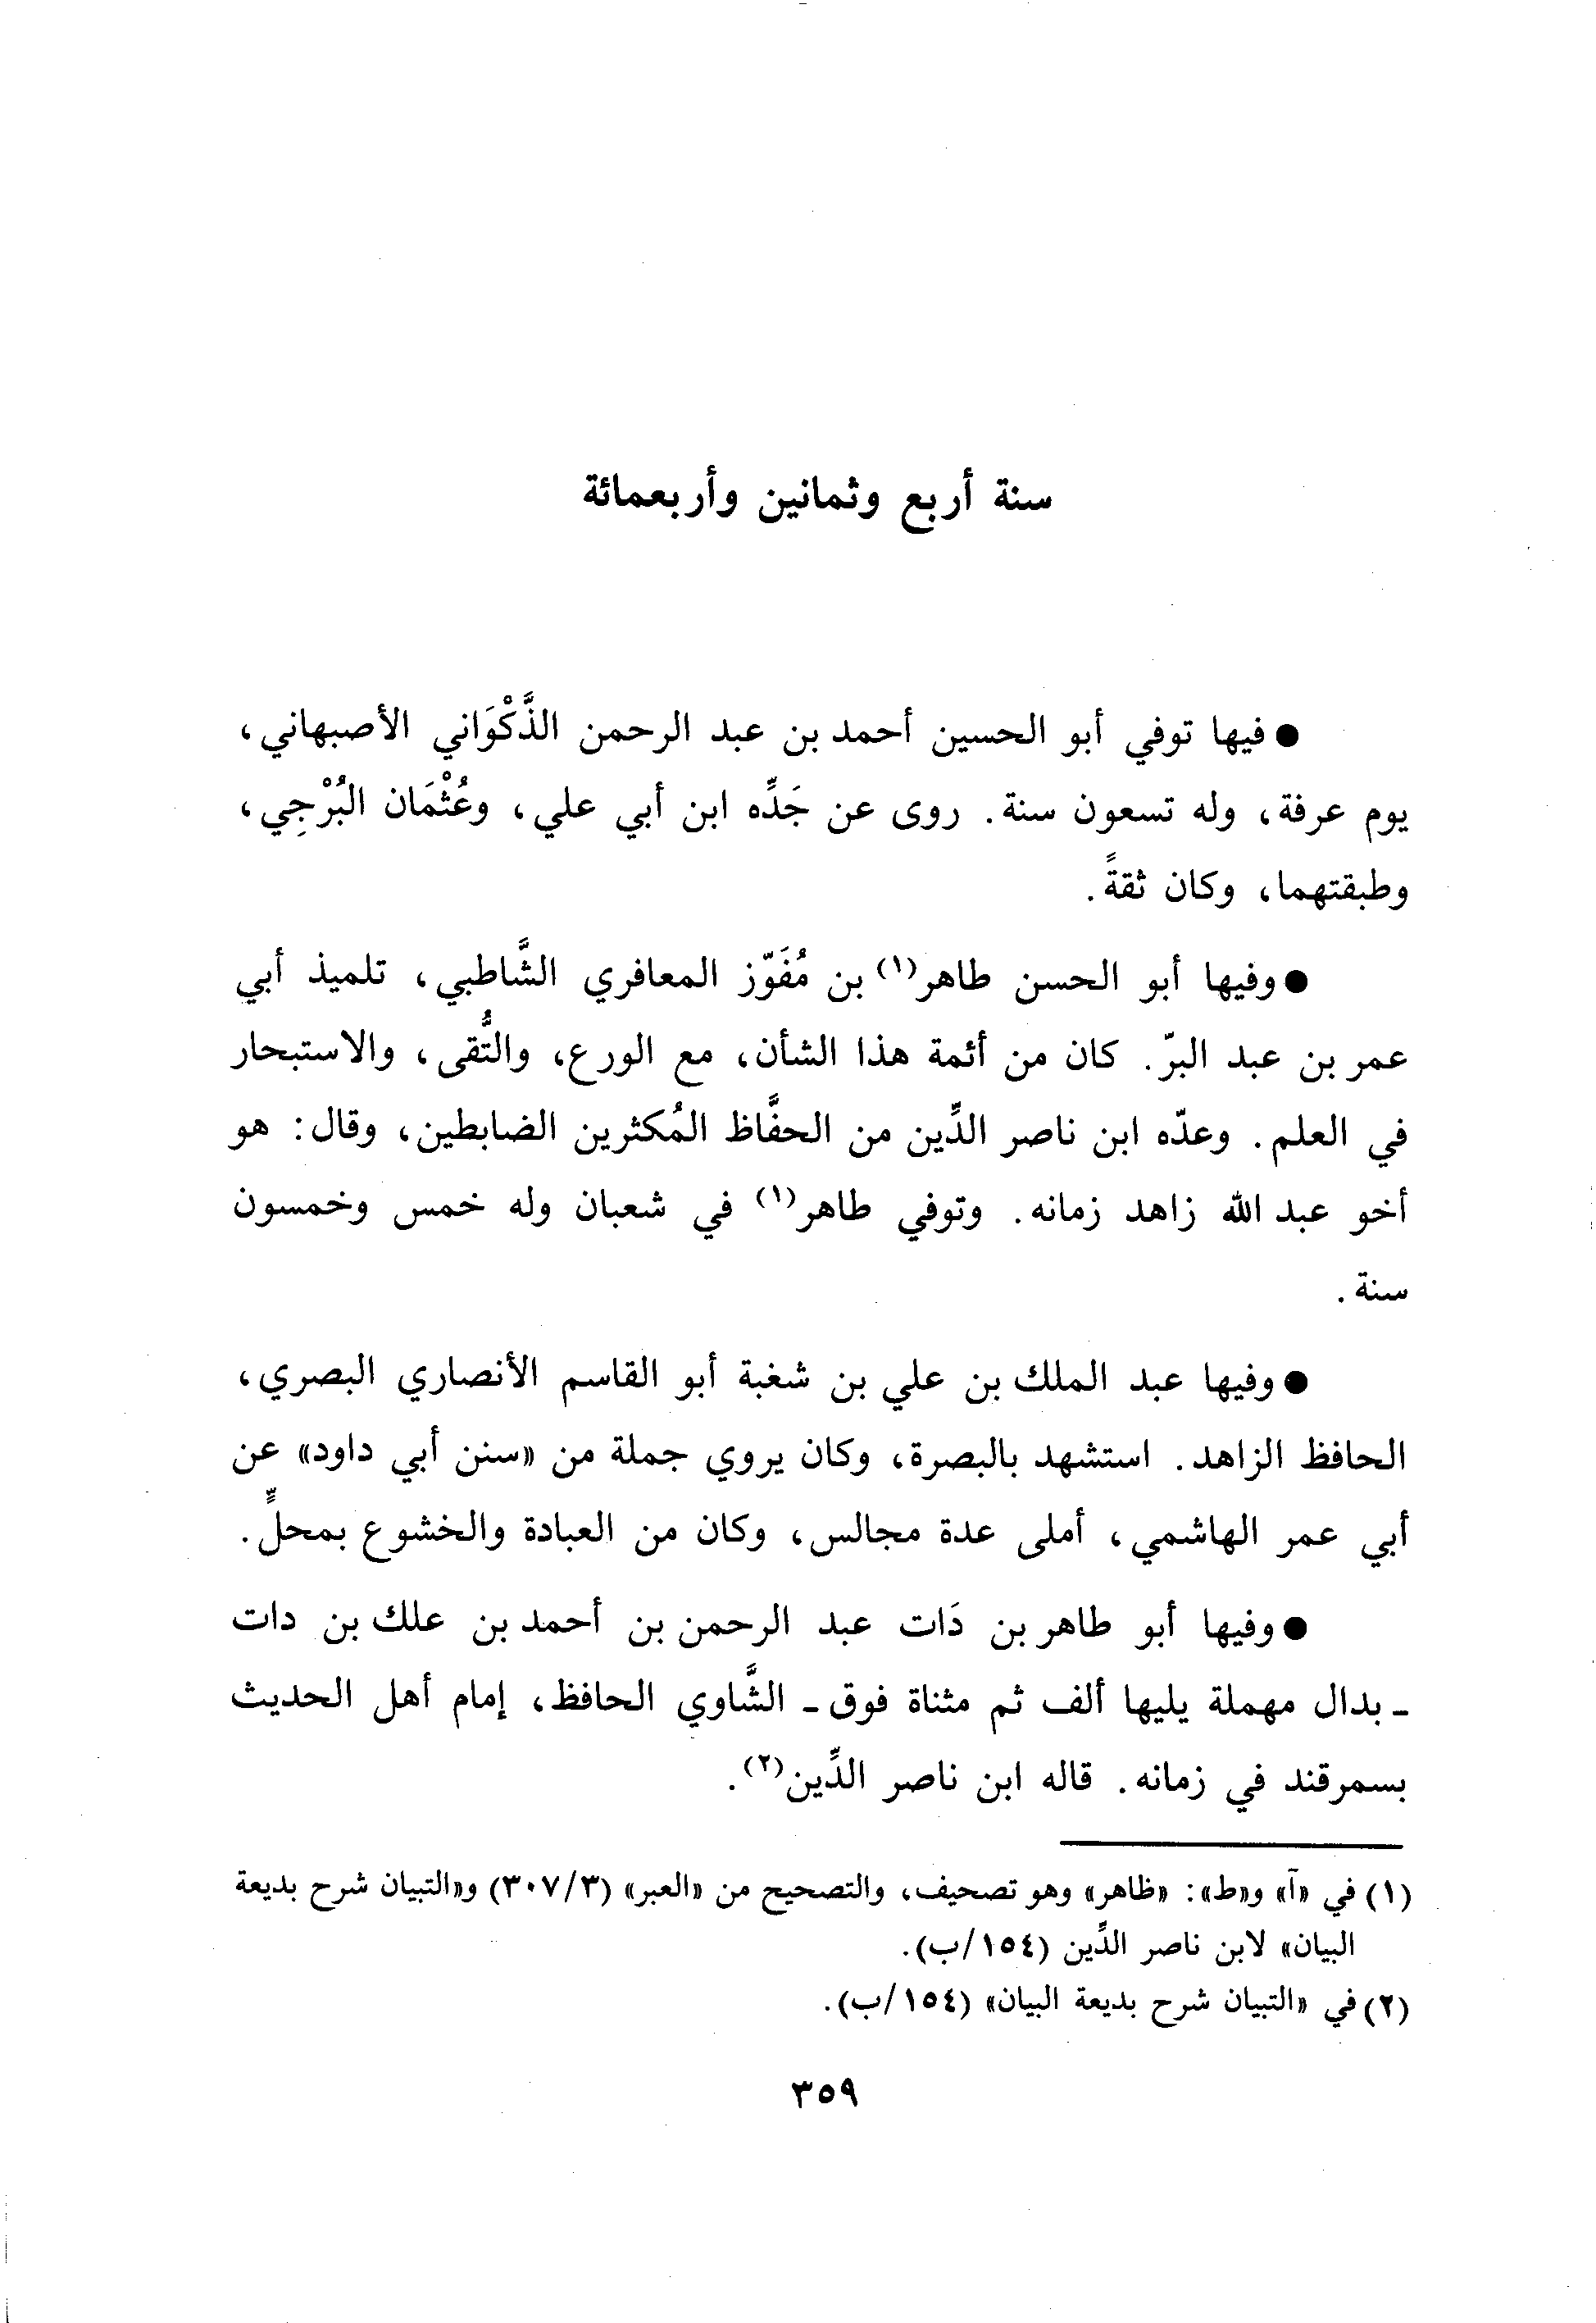 سنة أربع وثمانين وأربعمائة
● فيها توفي أبو الحسين أحمد بن عبد الرحمن الذَّكْوَاني الأصبهاني،
يوم عرفة، وله تسعون سنة. روى عن جَدِّه ابن أبي علي، وعُثْمَان البُرْجِي،
وطبقتهما، وكان ثقةً.
● وفيها أبو الحسن طاهر(١) بن مُفَوّز المعافري الشَّاطبي، تلميذ أبي
عمر بن عبد البرّ. كان من أئمة هذا الشأن، مع الورع، والتُّقى، والاستبحار
في العلم. وعدّه ابن ناصر الدِّين من الحفَّاظ المُكثرين الضابطين، وقال: هو
أخو عبد الله زاهد زمانه. وتوفي طاهر(١) في شعبان وله خمس وخمسون
سنة.
● وفيها عبد الملك بن علي بن شغبة أبو القاسم الأنصاري البصري،
الحافظ الزاهد. استشهد بالبصرة، وكان يروي جملة من «سنن أبي داود» عن
أبي عمر الهاشمي، أملى عدة مجالس، وكان من العبادة والخشوع بمحلٍّ.
● وفيها أبو طاهر بن دَات عبد الرحمن بن أحمد بن علك بن دات
ـ بدال مهملة يليها ألف ثم مثناة فوق ـ الشَّاوي الحافظ، إمام أهل الحديث
بسمرقند في زمانه. قاله ابن ناصر الدِّين(٢).
(١) في «آ» و«ط»: «ظاهر» وهو تصحيف، والتصحيح من «العبر» (٣٠٧/٣) و«التبيان شرح بديعة
البيان» لابن ناصر الدِّين (١٥٤/ب).
(٢) في «التبيان شرح بديعة البيان» (١٥٤/ب).
٣٥٩